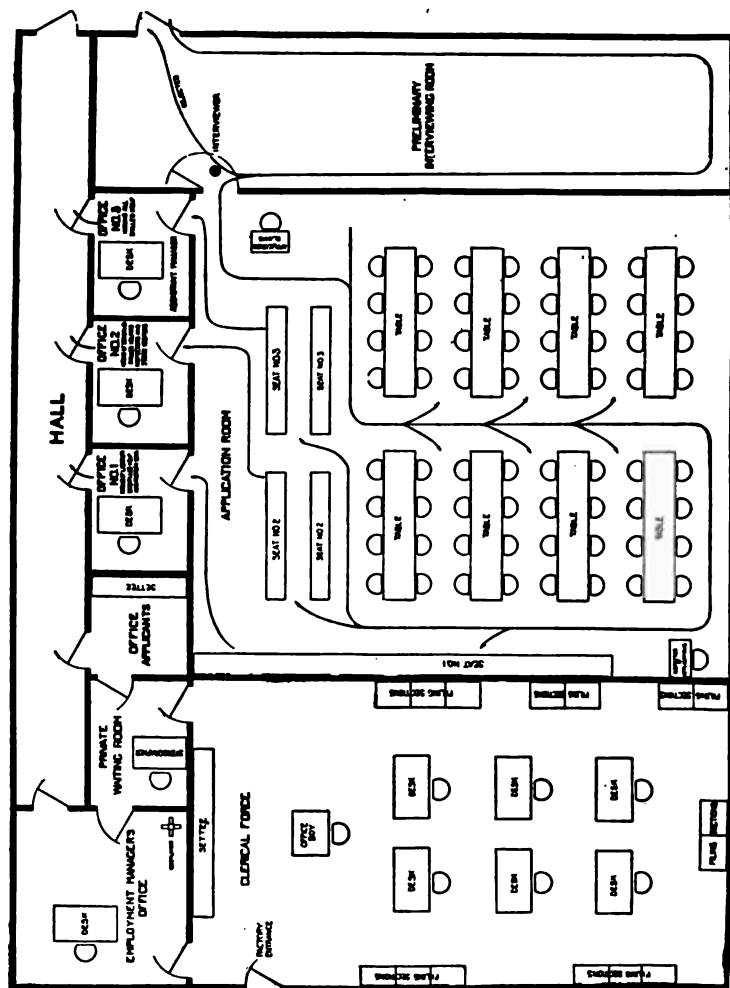 HALL
REJECTED
INTERVIEWER
PRELIMINARY
INTERVIEWING ROOM
OFFICE
NO. 3
DESK
ASSISTANT MANAGER
OFFICE
NO. 2
DESK
OFFICE
NO. 1
DESK
APPLICATION ROOM
APPLICATION
BLANKS
SEAT NO. 3
SEAT NO. 3
SEAT NO 2
SEAT NO 2
TABLE
TABLE
TABLE
TABLE
TABLE
TABLE
TABLE
TABLE
SETTEE
OFFICE
APPLICANTS
SEAT NO. 1
PRIVATE
WAITING ROOM
STENOGRAPHER
FILING SECTIONS
FILING SECTIONS
FILING SECTIONS
EMPLOYMENT MANAGER'S
OFFICE
DESK
SETTEE
CLERICAL FORCE
OFFICE
BOY
DESK
DESK
DESK
DESK
DESK
DESK
FILING SECTIONS
FACTORY
ENTRANCE
FILING SECTIONS
FILING SECTIONS